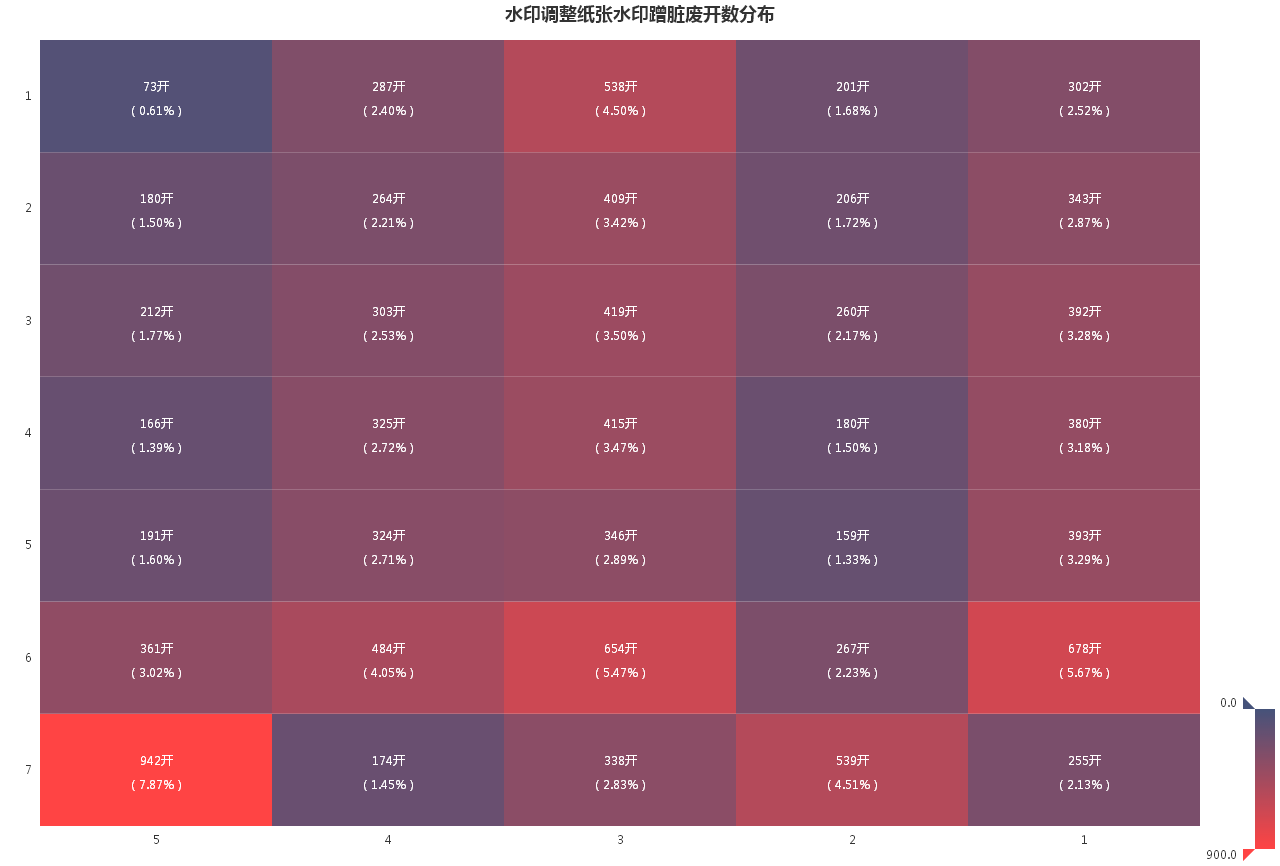 水印调整纸张水印蹭脏废开数分布
1
73开
( 0.61% )
287开
( 2.40% )
538开
( 4.50% )
201开
( 1.68% )
302开
( 2.52% )
2
180开
( 1.50% )
264开
( 2.21% )
409开
( 3.42% )
206开
( 1.72% )
343开
( 2.87% )
3
212开
( 1.77% )
303开
( 2.53% )
419开
( 3.50% )
260开
( 2.17% )
392开
( 3.28% )
4
166开
( 1.39% )
325开
( 2.72% )
415开
( 3.47% )
180开
( 1.50% )
380开
( 3.18% )
5
191开
( 1.60% )
324开
( 2.71% )
346开
( 2.89% )
159开
( 1.33% )
393开
( 3.29% )
6
361开
( 3.02% )
484开
( 4.05% )
654开
( 5.47% )
267开
( 2.23% )
678开
( 5.67% )
7
942开
( 7.87% )
174开
( 1.45% )
338开
( 2.83% )
539开
( 4.51% )
255开
( 2.13% )
5
4
3
2
1
0.0
900.0